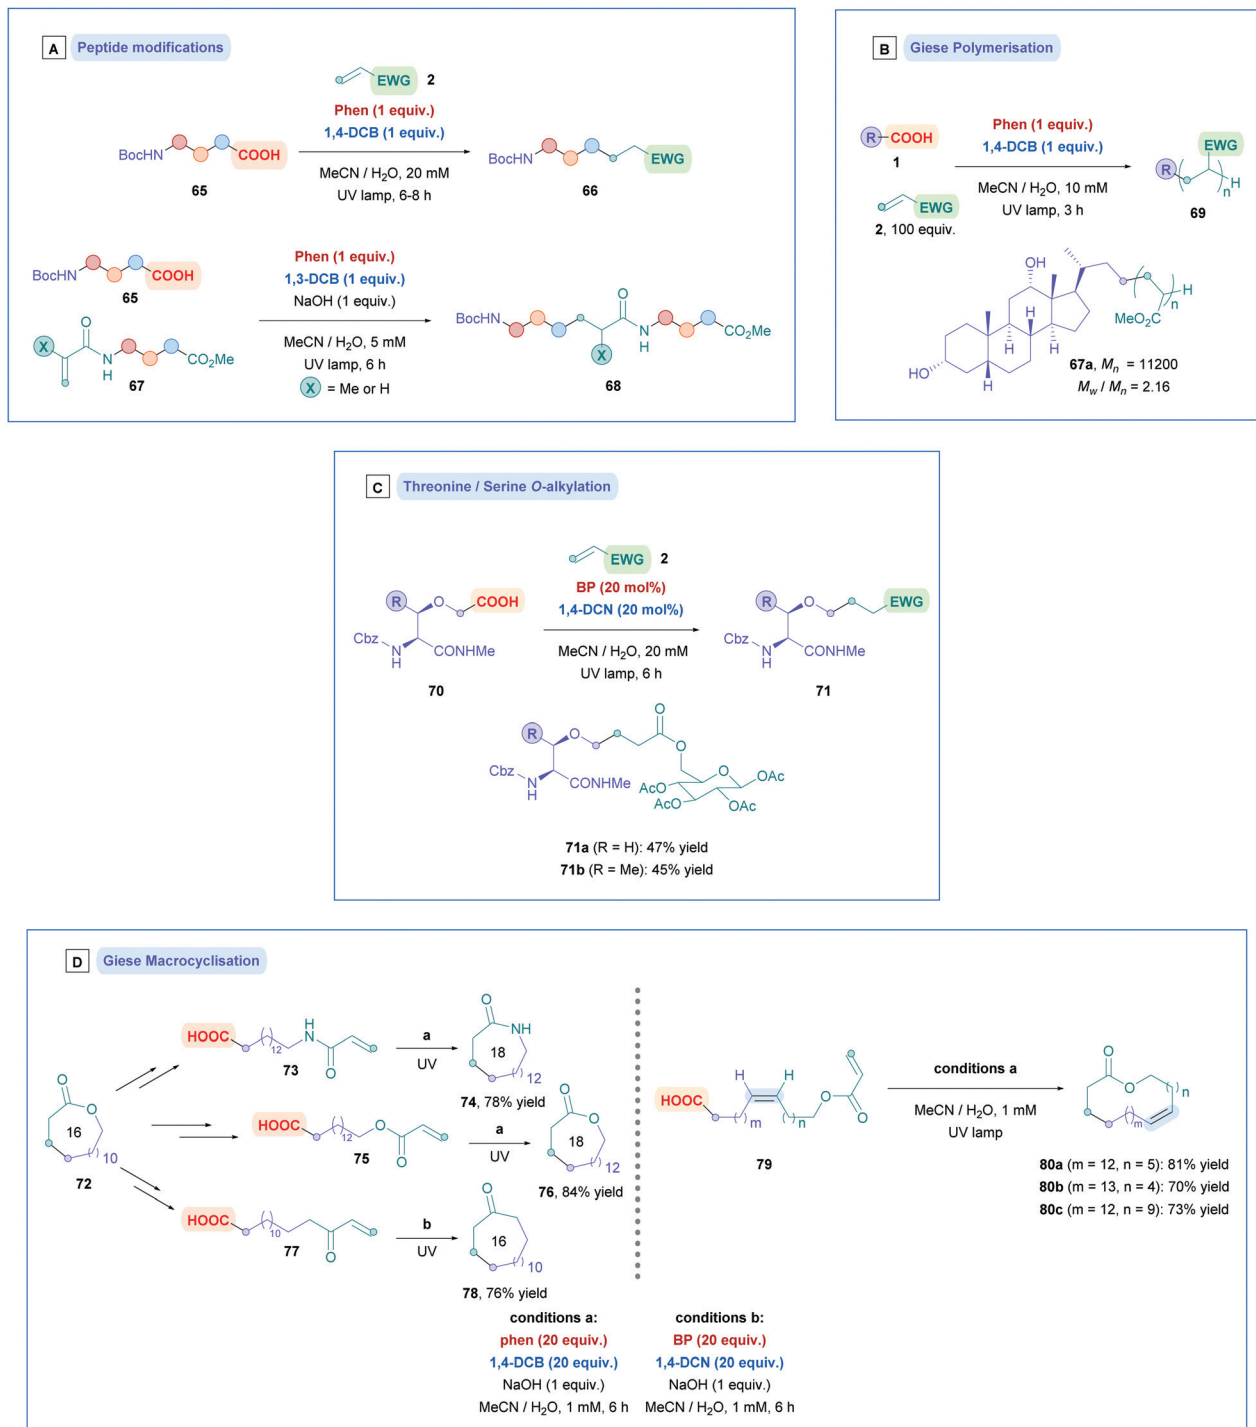 A Peptide modifications
EWG 2
Phen (1 equiv.)
1,4-DCB (1 equiv.)
BocHN COOH
MeCN / H₂O, 20 mM
UV lamp, 6-8 h
BocHN EWG
65
66
BocHN COOH
65
Phen (1 equiv.)
1,3-DCB (1 equiv.)
NaOH (1 equiv.)
MeCN / H₂O, 5 mM
UV lamp, 6 h
X = Me or H
O
X N H CO₂Me
67
BocHN O X N H CO₂Me
68
B Giese Polymerisation
R COOH
1
EWG
2, 100 equiv.
Phen (1 equiv.)
1,4-DCB (1 equiv.)
MeCN / H₂O, 10 mM
UV lamp, 3 h
EWG
R ( ) n H
69
OH
H H H
HO H
MeO₂C ( ) n H
67a, Mn = 11200
Mw / Mn = 2.16
C Threonine / Serine O-alkylation
EWG 2
BP (20 mol%)
1,4-DCN (20 mol%)
MeCN / H₂O, 20 mM
UV lamp, 6 h
R O COOH
Cbz N H CONHMe
70
R O EWG
Cbz N H CONHMe
71
R O O O
Cbz N H CONHMe
O OAc
AcO AcO OAc
71a (R = H): 47% yield
71b (R = Me): 45% yield
D Giese Macrocyclisation
O
O
16
10
72
HOOC 12 H N O
73
a
UV
O
NH
18
12
74, 78% yield
HOOC 12 O O
75
a
UV
O
O
18
12
76, 84% yield
HOOC 10 O
77
b
UV
O
16
10
78, 76% yield
HOOC m H H n O O
79
conditions a
MeCN / H₂O, 1 mM
UV lamp
O
O
n
m
80a (m = 12, n = 5): 81% yield
80b (m = 13, n = 4): 70% yield
80c (m = 12, n = 9): 73% yield
conditions a:
phen (20 equiv.)
1,4-DCB (20 equiv.)
NaOH (1 equiv.)
MeCN / H₂O, 1 mM, 6 h
conditions b:
BP (20 equiv.)
1,4-DCN (20 equiv.)
NaOH (1 equiv.)
MeCN / H₂O, 1 mM, 6 h